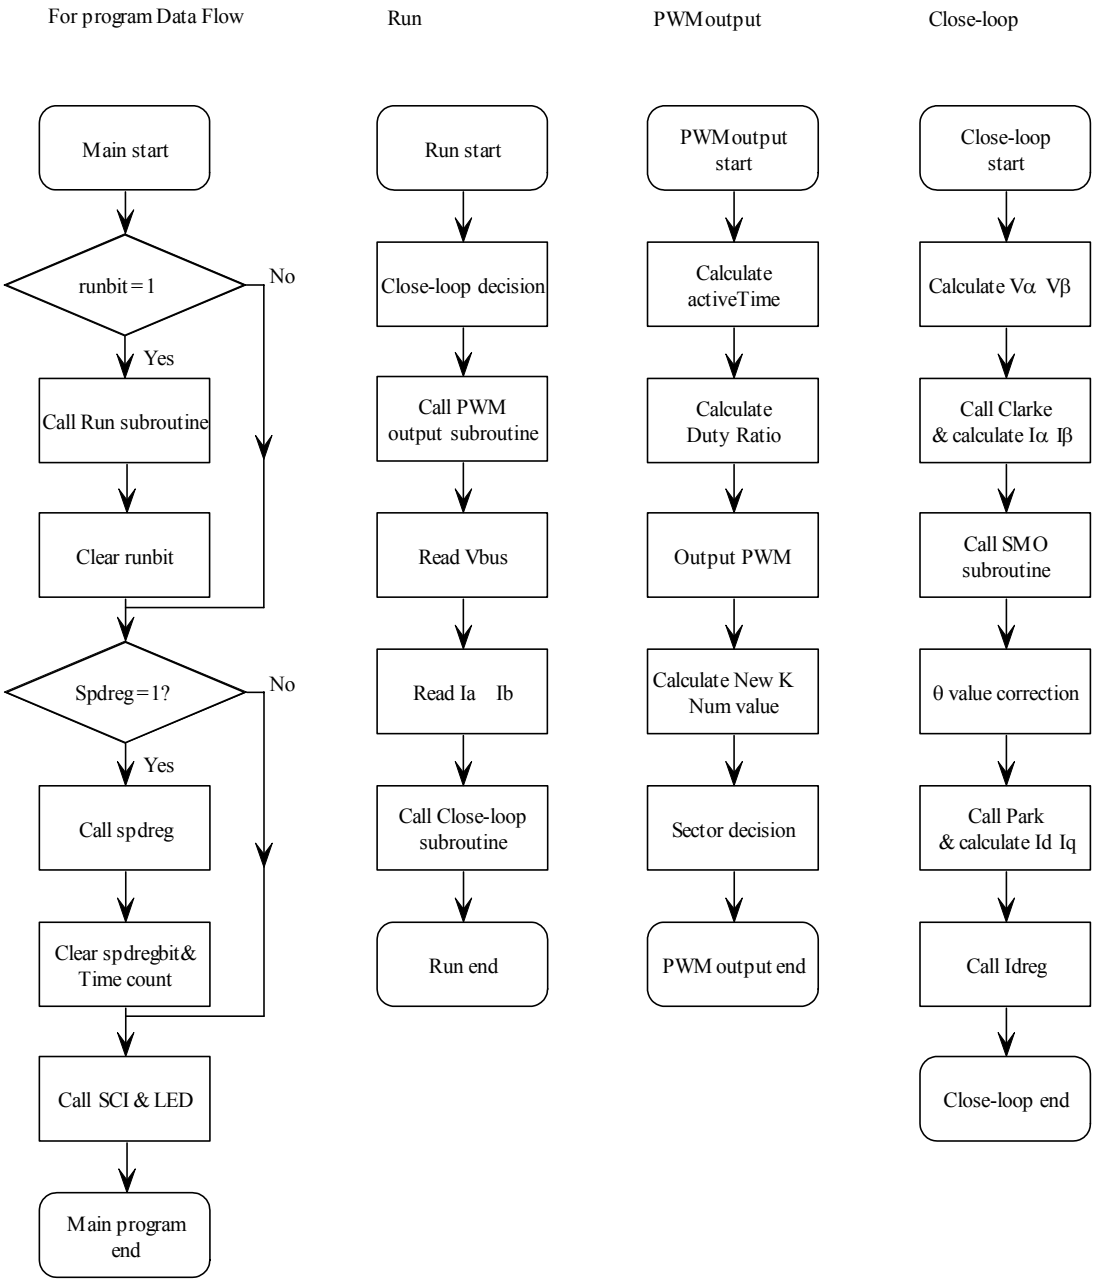 For program Data Flow
Run
PWM output
Close-loop
Main start
runbit=1
No
Yes
Call Run subroutine
Clear runbit
Spdreg=1?
No
Yes
Call spdreg
Clear spdregbit&
Time count
Call SCI & LED
Main program
end
Run start
Close-loop decision
Call PWM
output subroutine
Read Vbus
Read Ia Ib
Call Close-loop
subroutine
Run end
PWM output
start
Calculate
activeTime
Calculate
Duty Ratio
Output PWM
Calculate New K
Num value
Sector decision
PWM output end
Close-loop
start
Calculate Vα Vβ
Call Clarke
& calculate Iα Iβ
Call SMO
subroutine
θ value correction
Call Park
& calculate Id Iq
Call Idreg
Close-loop end